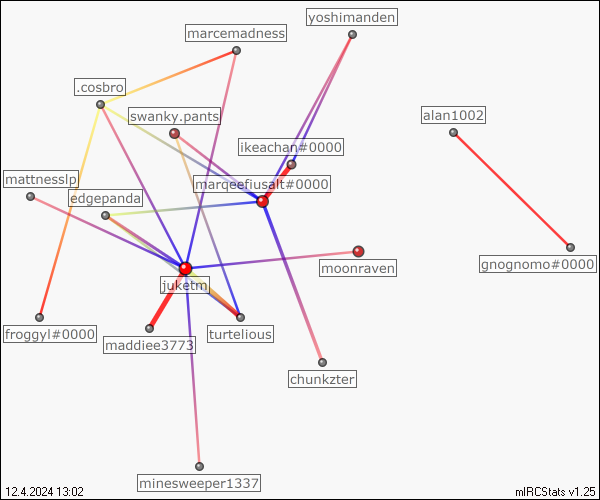 yoshimanden
marcemadness
.cosbro
swanky.pants
alan1002
ikeachan#0000
mattnesslp
marqeefiusalt#0000
edgepanda
moonraven
gnognomo#0000
juketm
froggyl#0000
maddiee3773
turtelious
chunkzter
minesweeper1337
12.4.2024 13:02
mIRCStats v1.25